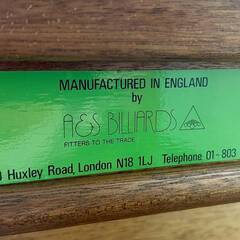 MANUFACTURED IN ENGLAND
by
A&S BILLIARDS
FITTERS TO THE TRADE
Huxley Road, London N18 1LJ Telephone 01-803